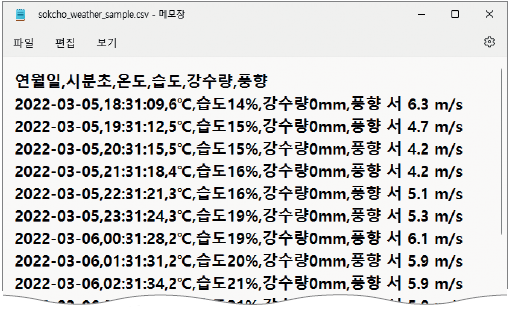 sokcho_weather_sample.csv - 메모장
파일 편집 보기
연월일,시분초,온도,습도,강수량,풍향
2022-03-05,18:31:09,6℃,습도14%,강수량0mm,풍향 서 6.3 m/s
2022-03-05,19:31:12,5℃,습도15%,강수량0mm,풍향 서 4.7 m/s
2022-03-05,20:31:15,5℃,습도15%,강수량0mm,풍향 서 4.2 m/s
2022-03-05,21:31:18,4℃,습도16%,강수량0mm,풍향 서 4.2 m/s
2022-03-05,22:31:21,3℃,습도16%,강수량0mm,풍향 서 5.1 m/s
2022-03-05,23:31:24,3℃,습도19%,강수량0mm,풍향 서 5.3 m/s
2022-03-06,00:31:28,2℃,습도19%,강수량0mm,풍향 서 6.1 m/s
2022-03-06,01:31:31,2℃,습도20%,강수량0mm,풍향 서 5.9 m/s
2022-03-06,02:31:34,2℃,습도21%,강수량0mm,풍향 서 5.9 m/s